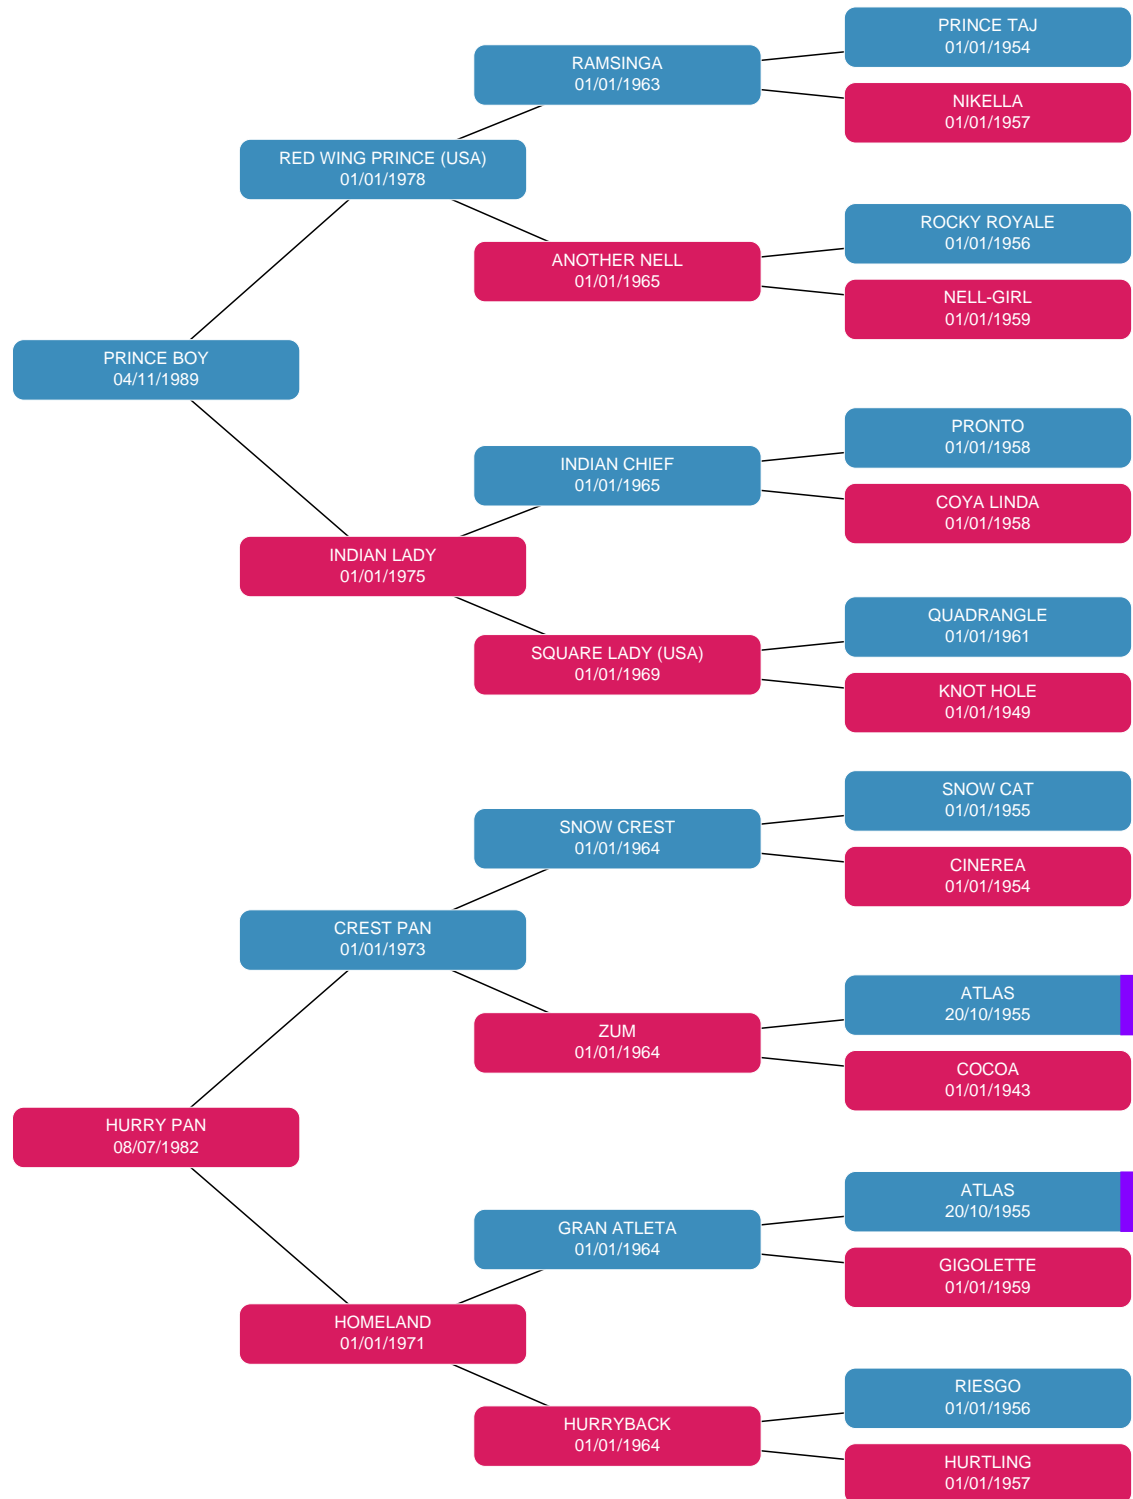 PRINCE TAJ
01/01/1954
RAMSINGA
01/01/1963
NIKELLA
01/01/1957
RED WING PRINCE (USA)
01/01/1978
ROCKY ROYALE
01/01/1956
ANOTHER NELL
01/01/1965
NELL-GIRL
01/01/1959
PRINCE BOY
04/11/1989
PRONTO
01/01/1958
INDIAN CHIEF
01/01/1965
COYA LINDA
01/01/1958
INDIAN LADY
01/01/1975
QUADRANGLE
01/01/1961
SQUARE LADY (USA)
01/01/1969
KNOT HOLE
01/01/1949
SNOW CAT
01/01/1955
SNOW CREST
01/01/1964
CINEREA
01/01/1954
CREST PAN
01/01/1973
ATLAS
20/10/1955
ZUM
01/01/1964
COCOA
01/01/1943
HURRY PAN
08/07/1982
ATLAS
20/10/1955
GRAN ATLETA
01/01/1964
GIGOLETTE
01/01/1959
HOMELAND
01/01/1971
RIESGO
01/01/1956
HURRYBACK
01/01/1964
HURTLING
01/01/1957